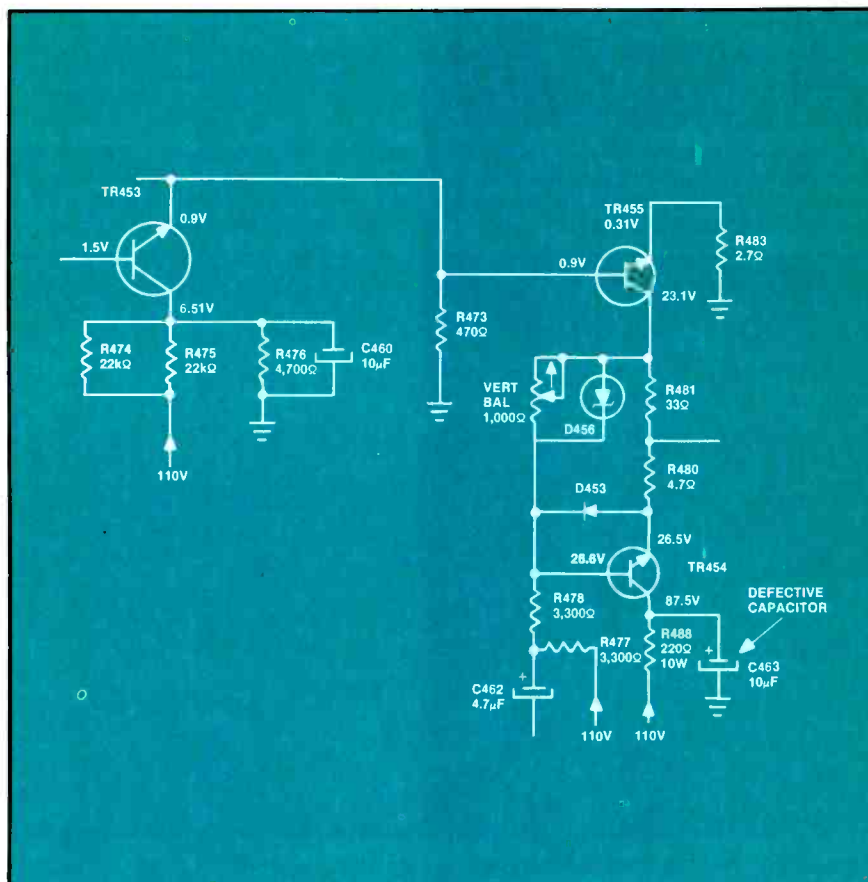 TR453
0.9V
1.5V
6.51V
R474
22kΩ
R475
22kΩ
R476
4,700Ω
C460
10μF
110V
R473
470Ω
TR455
0.31V
0.9V
23.1V
R483
2.7Ω
VERT
BAL
1,000Ω
D456
R481
33Ω
R480
4.7Ω
D453
26.5V
28.6V
TR454
87.5V
DEFECTIVE
CAPACITOR
R478
3,300Ω
R477
3,300Ω
R488
220Ω
10W
+
C463
10μF
+
C462
4.7μF
110V
110V